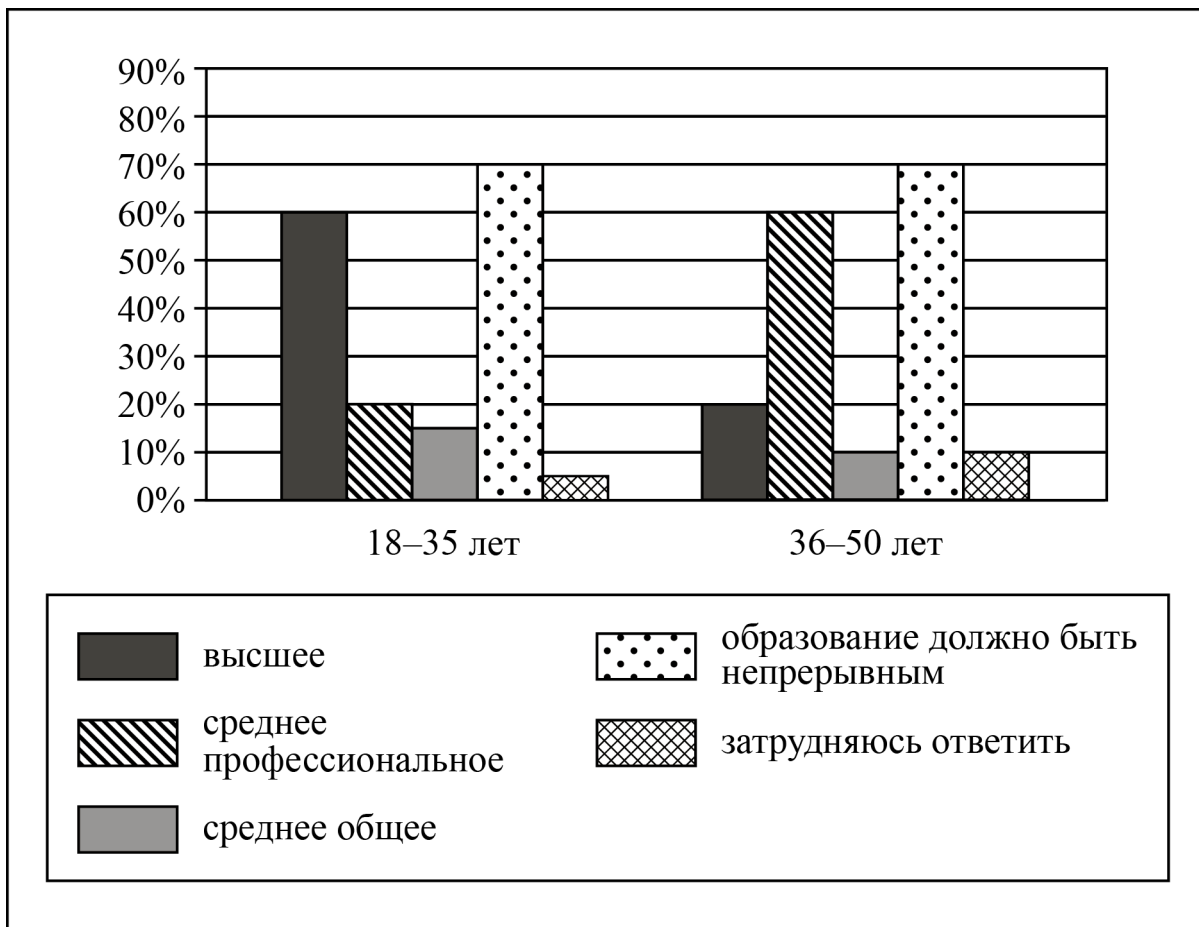 90%
80%
70%
60%
50%
40%
30%
20%
10%
0%
18–35 лет
36–50 лет
высшее
среднее
профессиональное
среднее общее
образование должно быть
непрерывным
затрудняюсь ответить